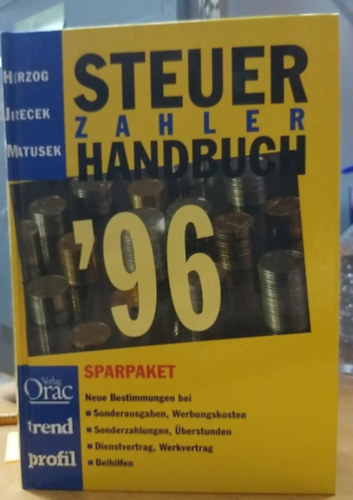 HERZOG
JIRECEK
MATUSEK
STEUER
ZAHLER
HANDBUCH
'96
SPARPAKET
Neue Bestimmungen bei
■ Sonderausgaben, Werbungskosten
■ Sonderzahlungen, Überstunden
■ Dienstvertrag, Werkvertrag
■ Beihilfen
Verlag
Orac
trend
profil